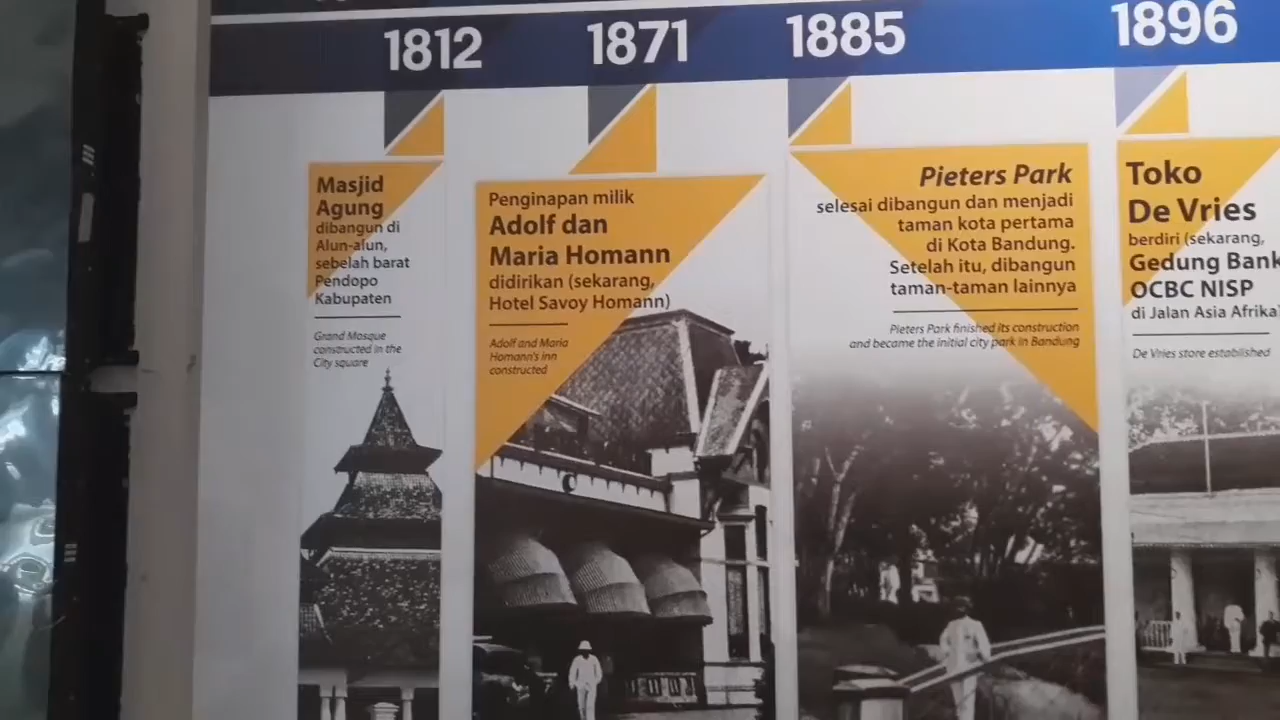 1812
1871
1885
1896
Masjid
Agung
dibangun di
Alun-alun,
sebelah barat
Pendopo
Kabupaten
Grand Mosque
constructed in the
City square
Penginapan milik
Adolf dan
Maria Homann
didirikan (sekarang,
Hotel Savoy Homann)
Adolf and Maria
Homann's inn
constructed
Pieters Park
selesai dibangun dan menjadi
taman kota pertama
di Kota Bandung.
Setelah itu, dibangun
taman-taman lainnya
Pieters Park finished its construction
and became the initial city park in Bandung
Toko
De Vries
berdiri (sekarang,
Gedung Bank
OCBC NISP
di Jalan Asia Afrika)
De Vries store established